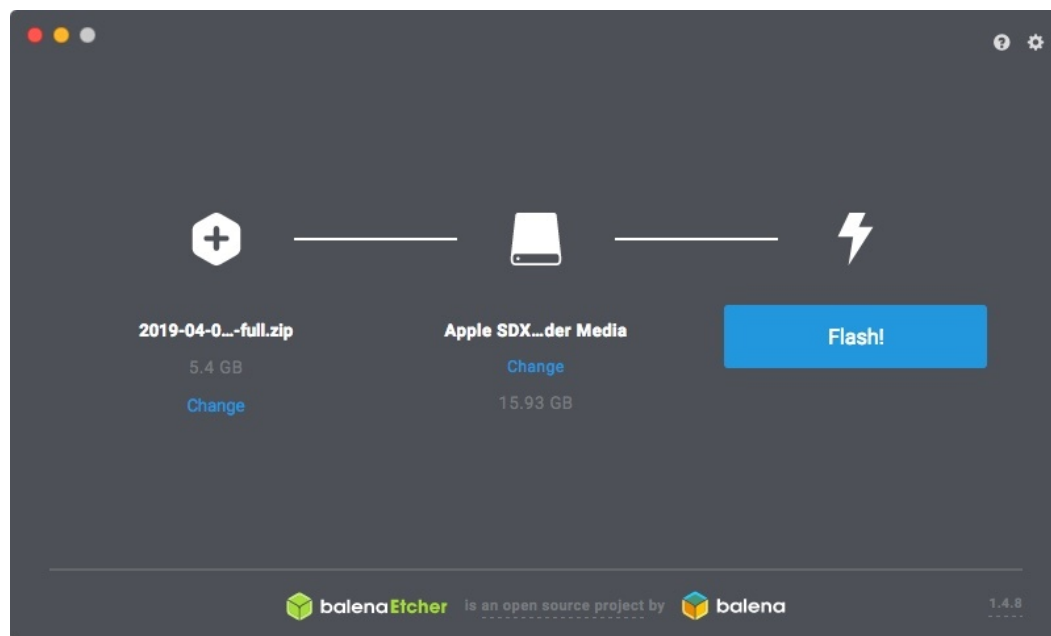 2019-04-0...-full.zip
5.4 GB
Change
Apple SDX...der Media
Change
15.93 GB
Flash!
balenaEtcher is an open source project by balena
1.4.8